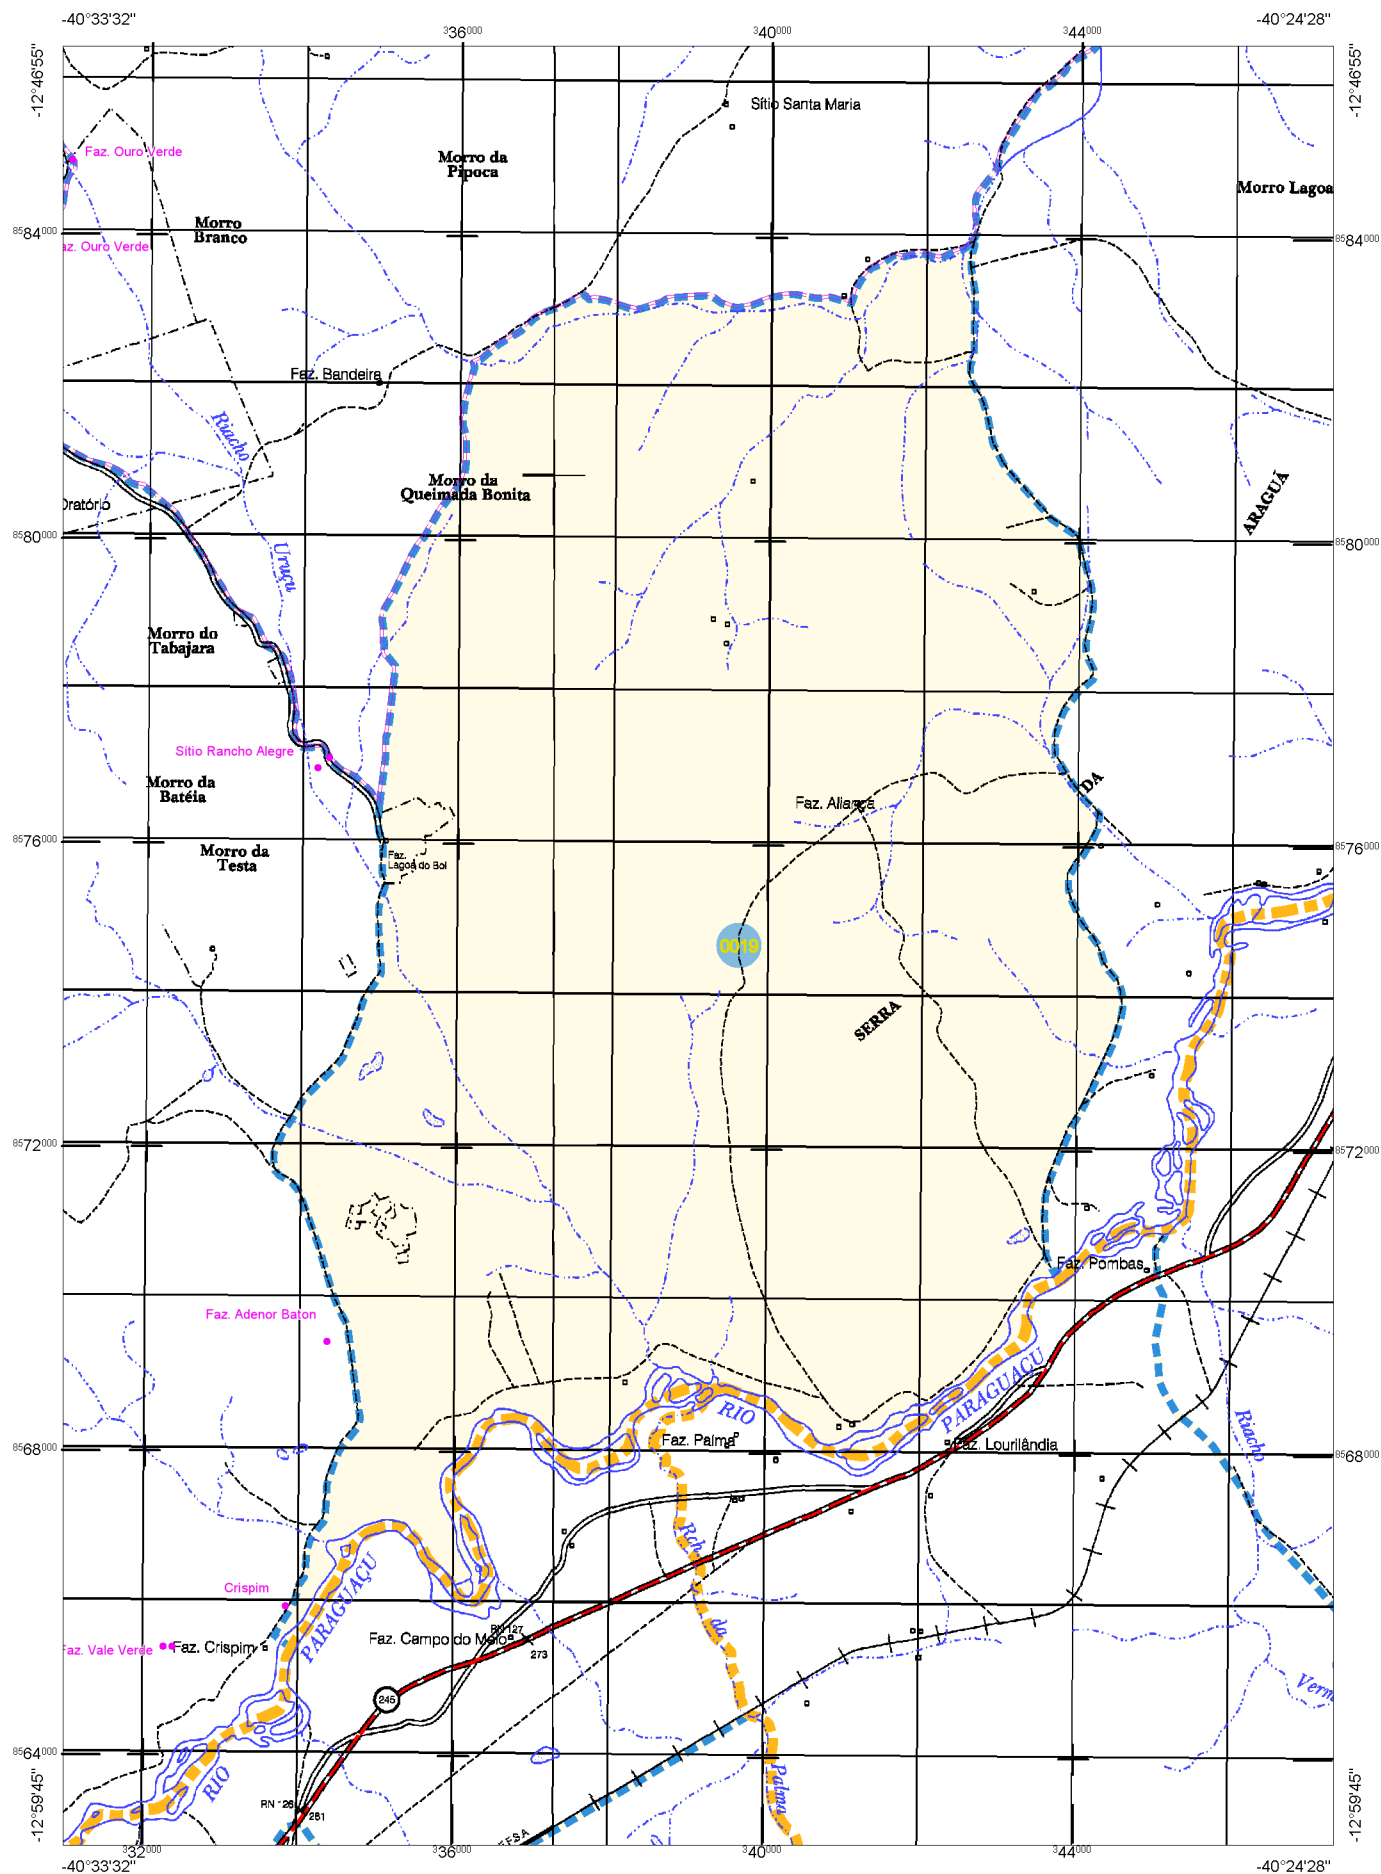 -40°33'32"
-40°24'28"
336000
340000
344000
-12°46'55"
-12°46'55"
Sítio Santa Maria
Faz. Ouro Verde
Morro da
Pipoca
Morro Lagoa
Morro
Branco
8584000
8584000
az. Ouro Verde
Faz. Bandeira
Riacho
Morro da
Queimada Bonita
Oratório
ARAGUÁ
8580000
8580000
Uruçu
Morro do
Tabajara
Sítio Rancho Alegre
Morro da
Batéia
DA
Faz. Aliança
8576000
8576000
Morro da
Testa
Faz.
Lagoa do Boi
0019
SERRA
8572000
8572000
Faz. Pombas
Faz. Adenor Baton
PARAGUAÇU
RIO
Riacho
Faz. Palma
Faz. Lourilândia
8568000
8568000
Rch.
PARAGUAÇU
Crispim
da
RN 127
Faz. Campo do Meio
Faz. Vale Verde
Faz. Crispim
273
Verm
245
RIO
Palma
RN 126
281
8564000
8564000
EFSA
-12°59'45"
-12°59'45"
332000
336000
340000
344000
-40°33'32"
-40°24'28"